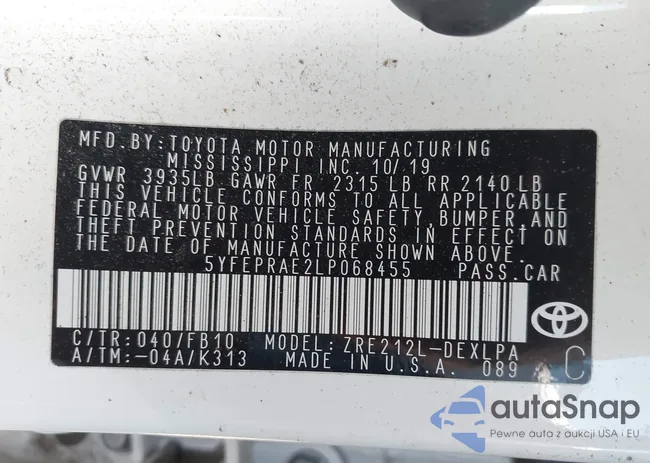 MFD. BY: TOYOTA MOTOR MANUFACTURING
MISSISSIPPI INC. 10/19
GVWR 3935LB GAWR FR 2315 LB RR 2140 LB
THIS VEHICLE CONFORMS TO ALL APPLICABLE
FEDERAL MOTOR VEHICLE SAFETY, BUMPER AND
THEFT PREVENTION STANDARDS IN EFFECT ON
THE DATE OF MANUFACTURE SHOWN ABOVE.
5YFEPRAE2LP068455 PASS.CAR
C/TR: 040/FB10 MODEL: ZRE212L-DEXLPA
A/TM:-04A/K313 MADE IN U.S.A. 089 C
autoSnap
Pewne auta z aukcji USA i EU